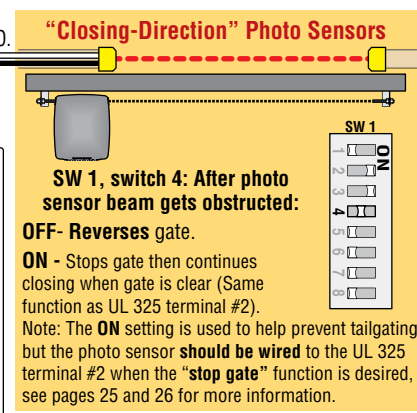 0.
“Closing-Direction” Photo Sensors
SW 1
ON
1
2
3
4
5
6
7
8
SW 1, switch 4: After photo
sensor beam gets obstructed:
OFF- Reverses gate.
ON - Stops gate then continues
closing when gate is clear (Same
function as UL 325 terminal #2).
Note: The ON setting is used to help prevent tailgating
but the photo sensor should be wired to the UL 325
terminal #2 when the “stop gate” function is desired,
see pages 25 and 26 for more information.